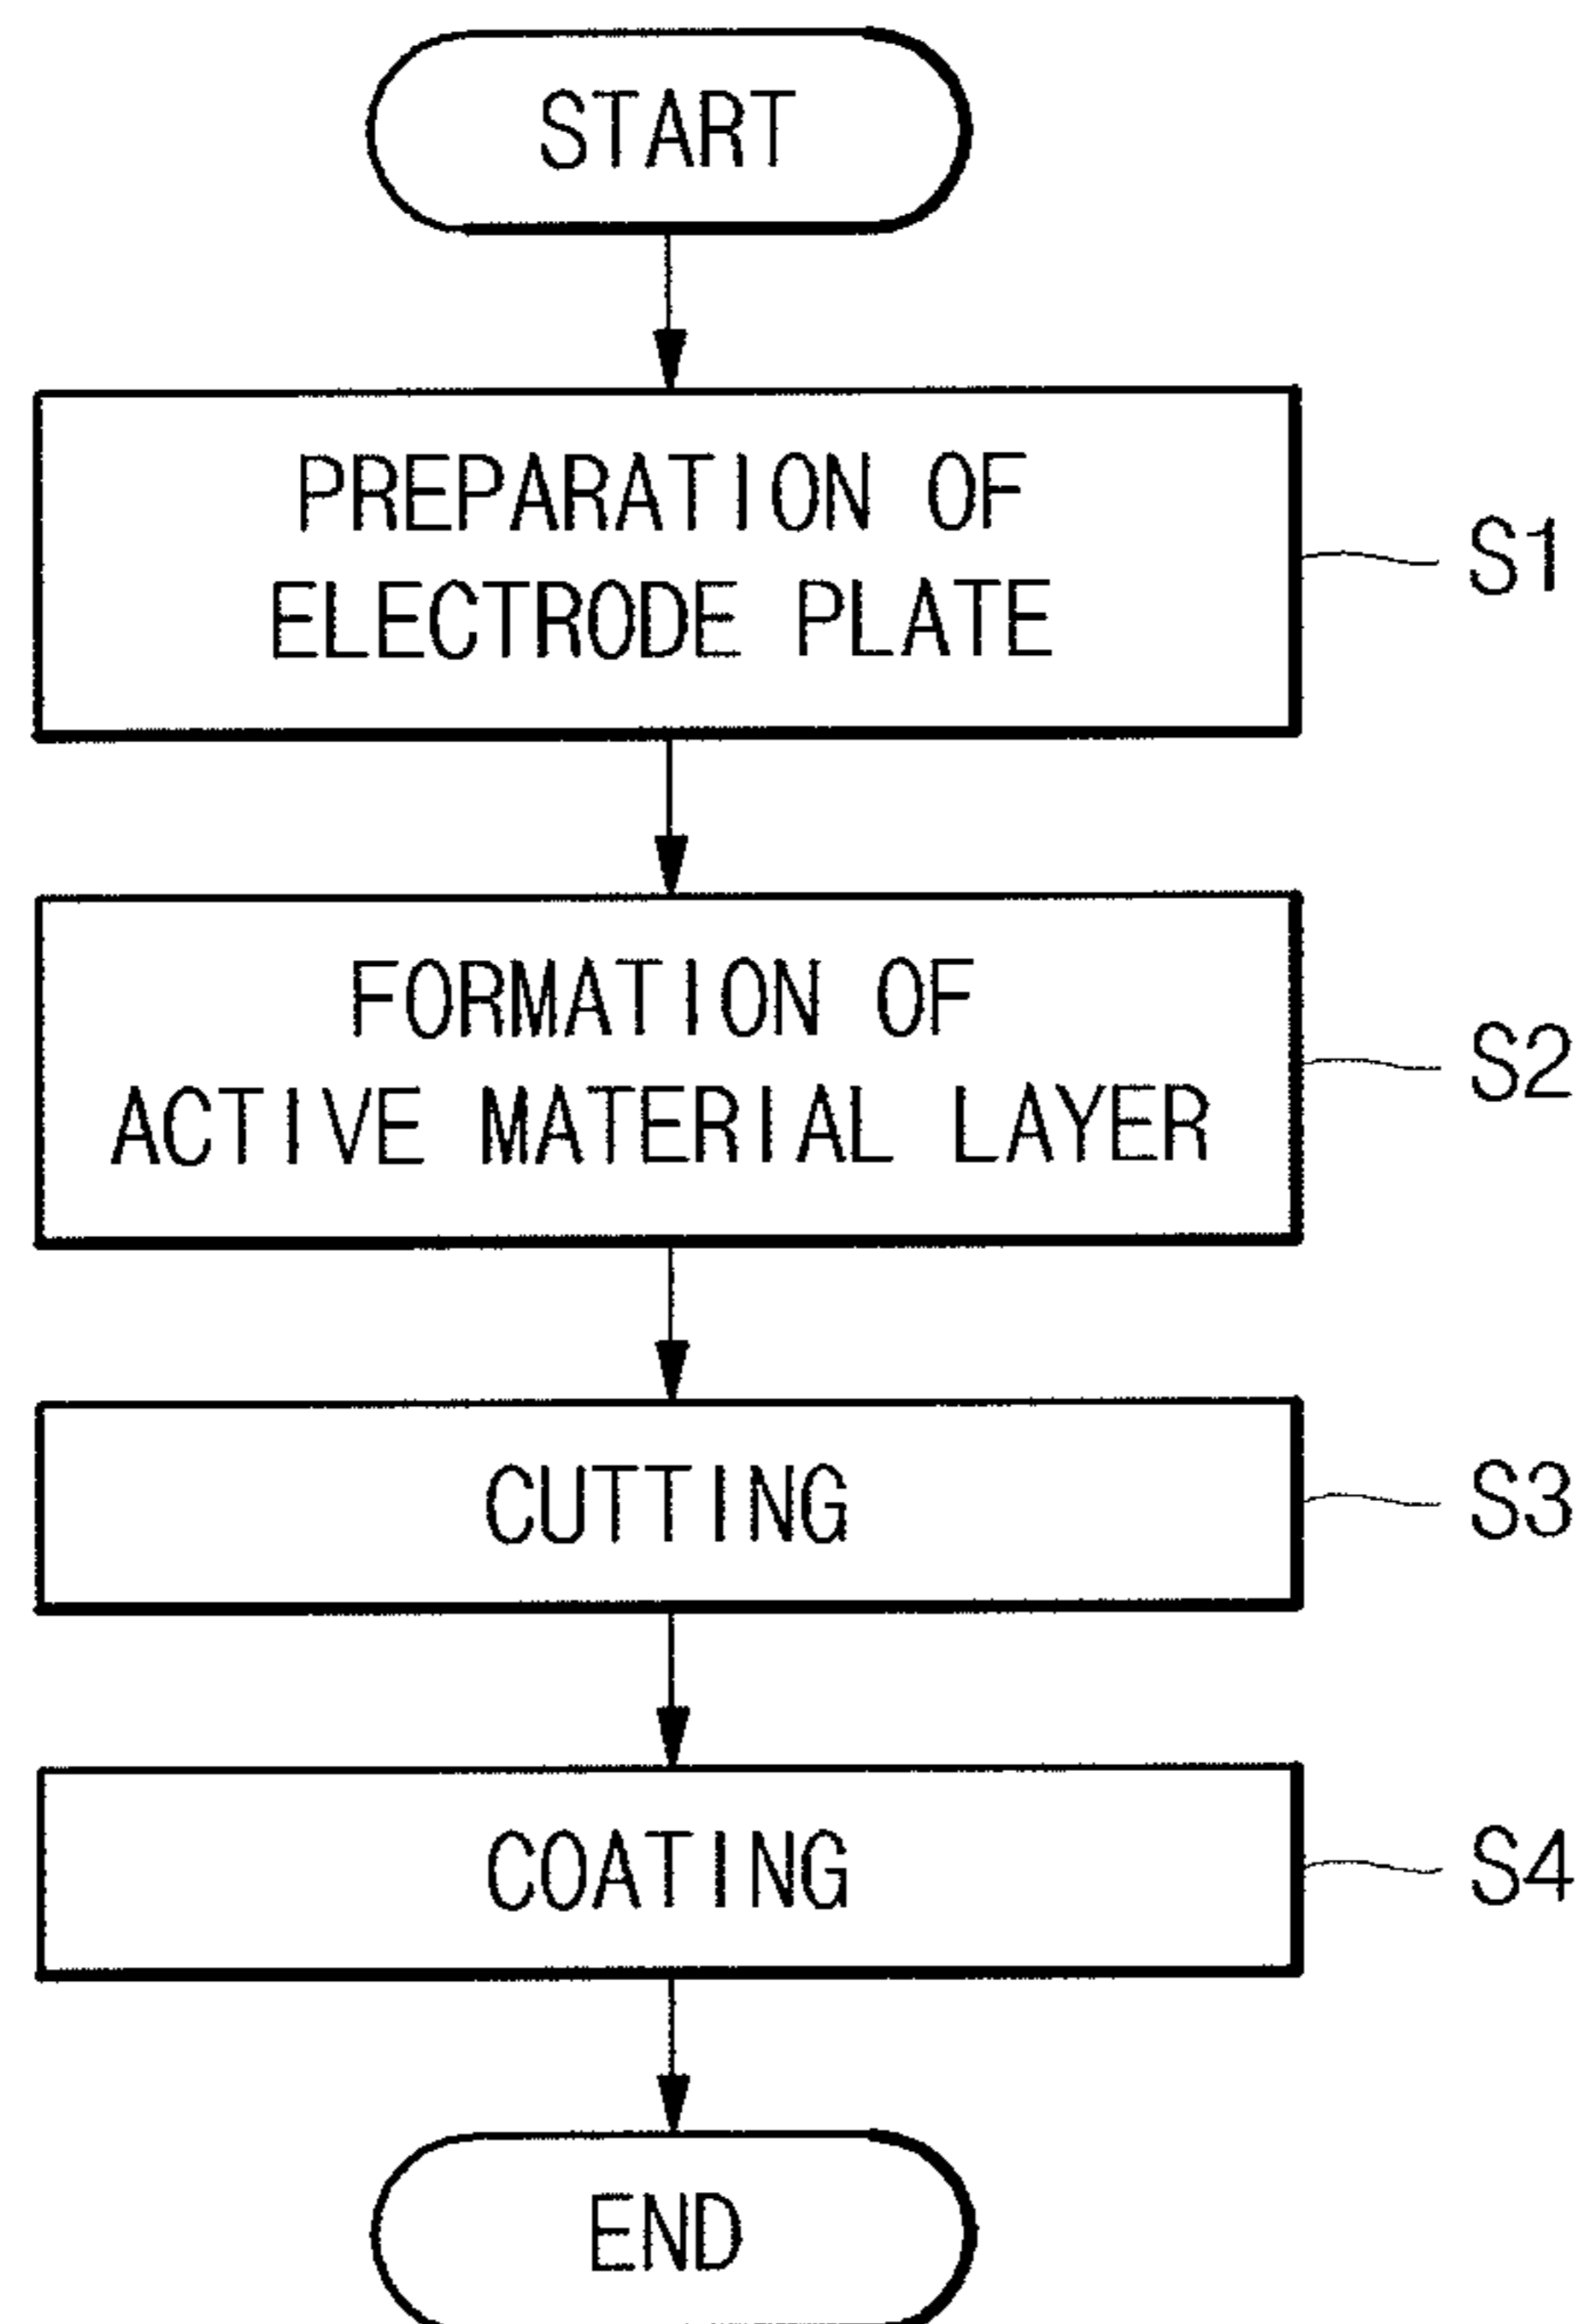 START
PREPARATION OF
ELECTRODE PLATE
S1
FORMATION OF
ACTIVE MATERIAL LAYER
S2
CUTTING
S3
COATING
S4
END